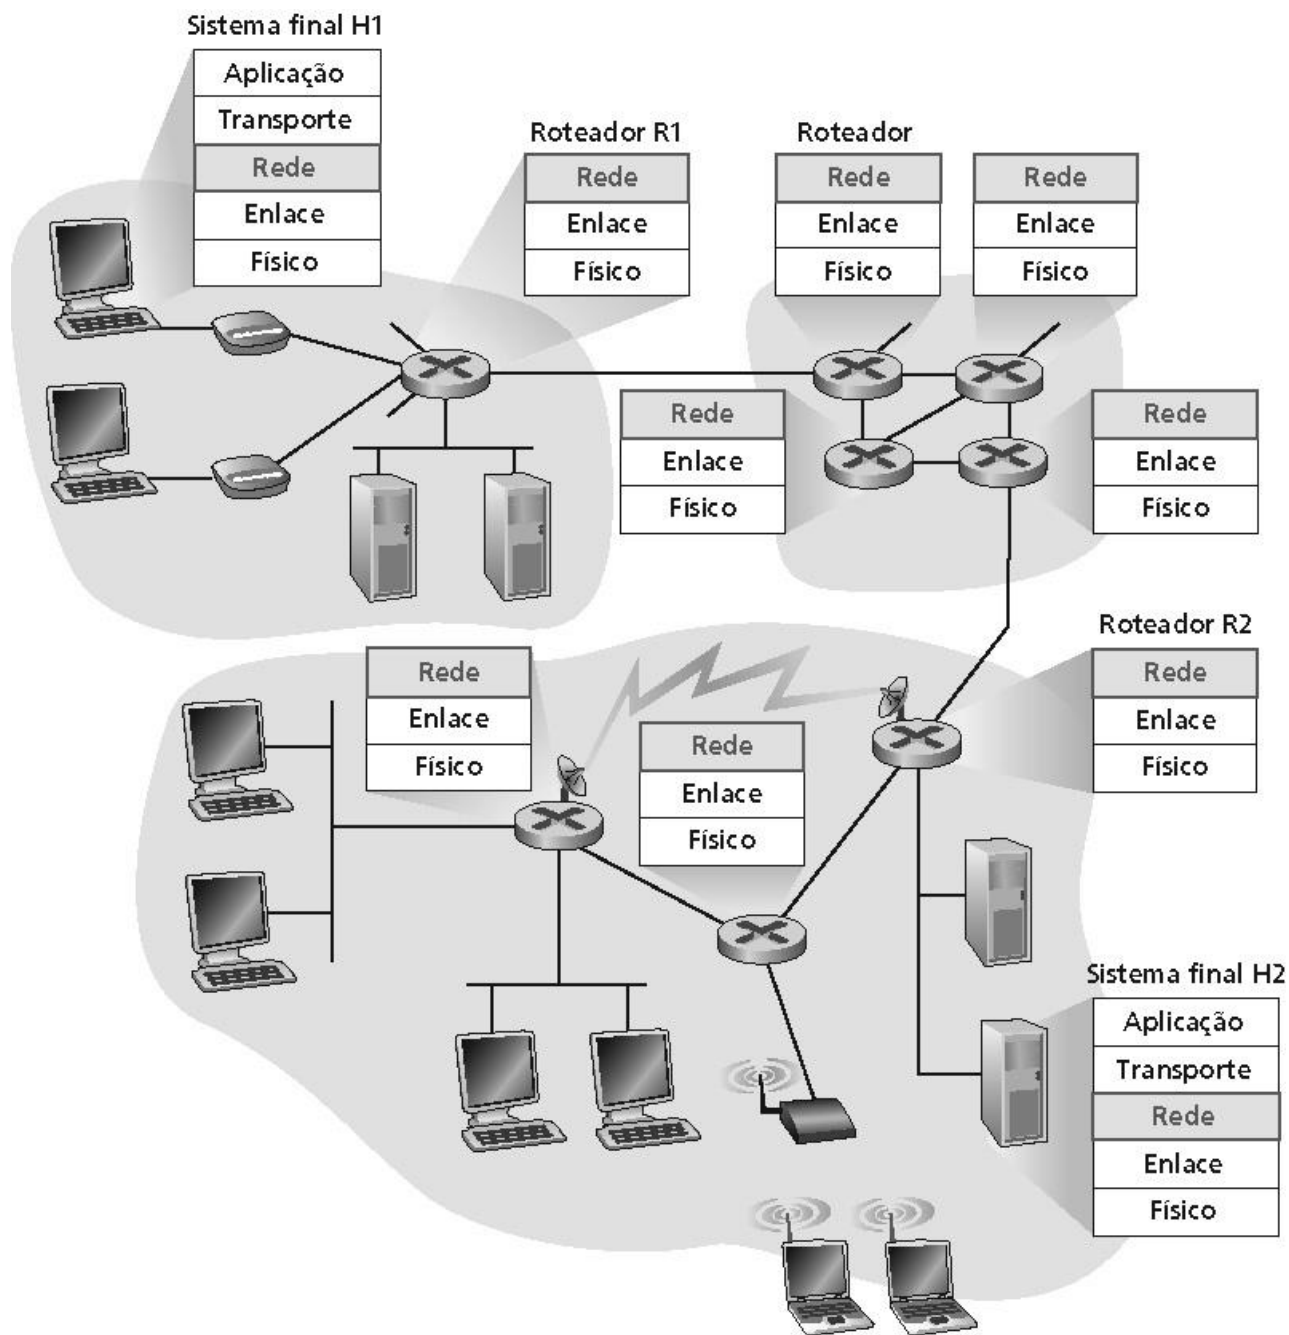 Sistema final H1
Aplicação
Transporte
Rede
Enlace
Físico
Roteador R1
Rede
Enlace
Físico
Roteador
Rede
Enlace
Físico
Rede
Enlace
Físico
Rede
Enlace
Físico
Rede
Enlace
Físico
Roteador R2
Rede
Enlace
Físico
Rede
Enlace
Físico
Rede
Enlace
Físico
Sistema final H2
Aplicação
Transporte
Rede
Enlace
Físico